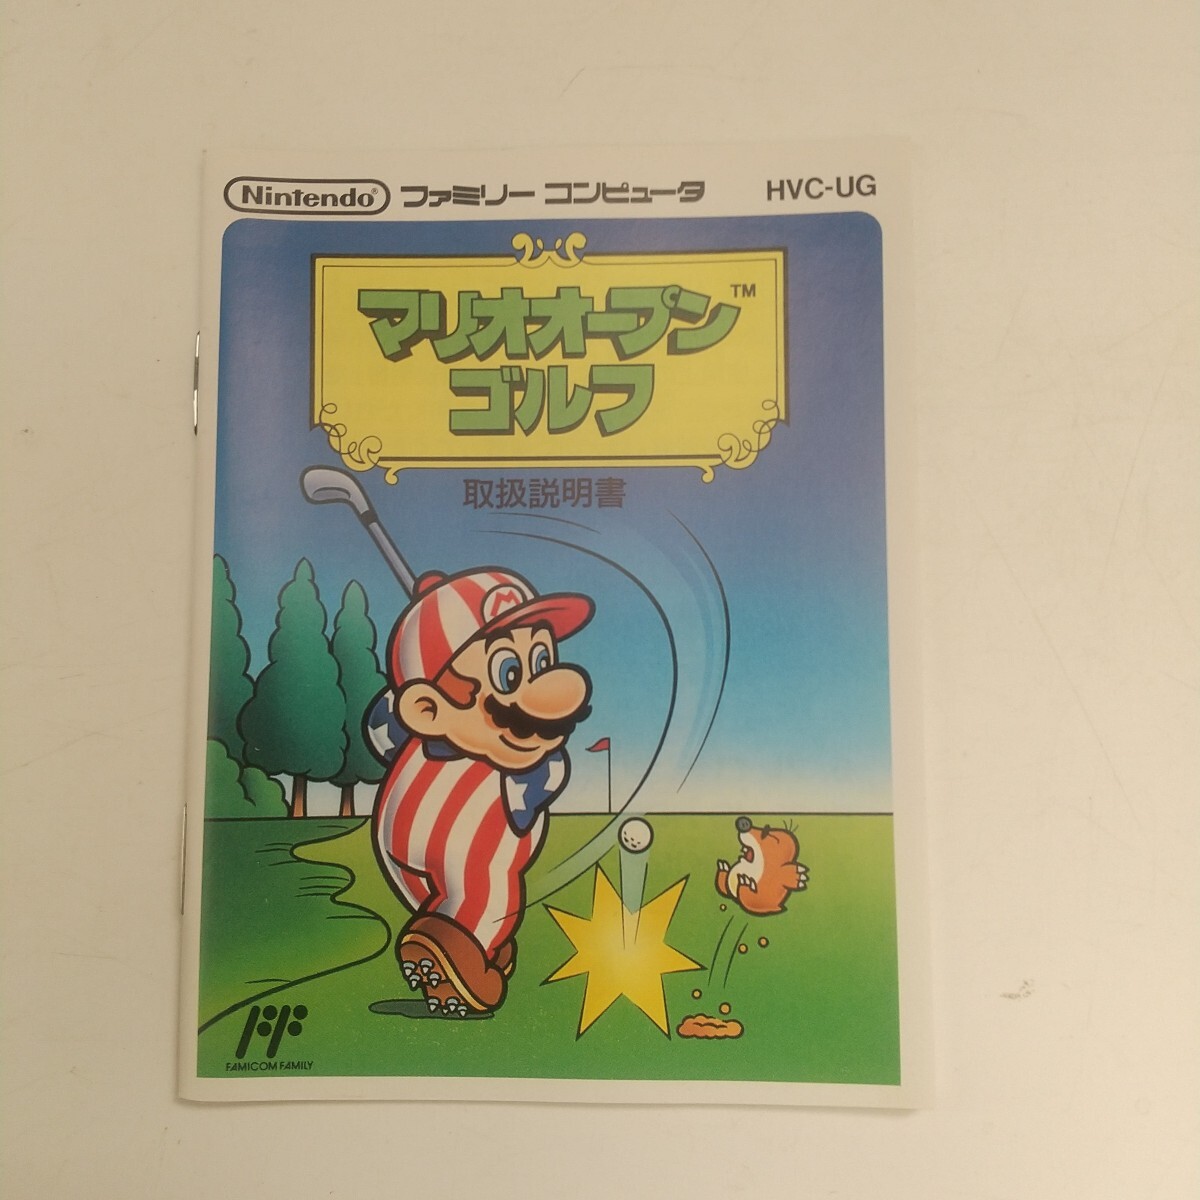 Nintendo® ファミリー コンピュータ HVC-UG
マリオオープン™
ゴルフ
取扱説明書
M
FF
FAMICOM FAMILY